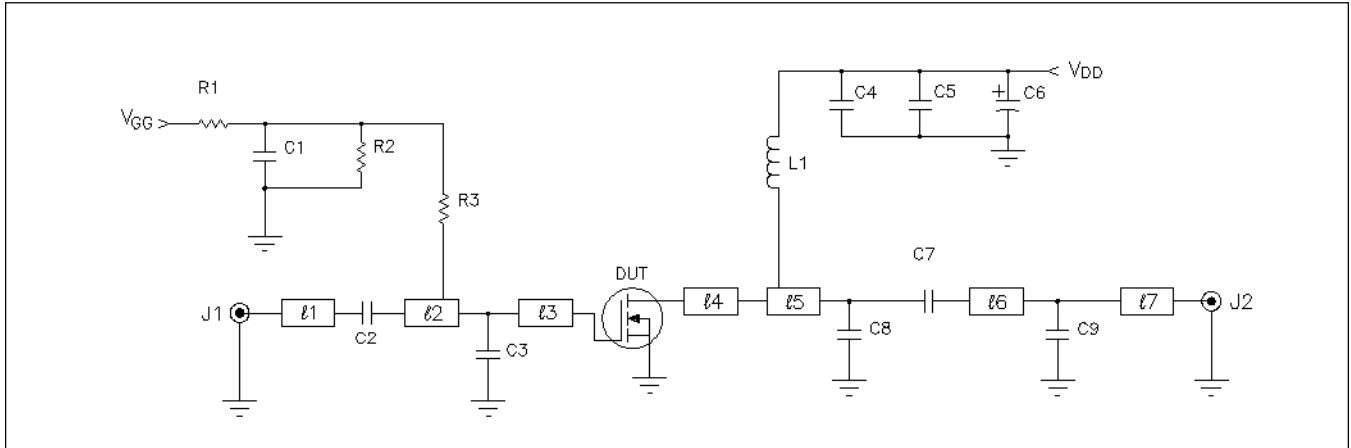 VDD
C4
C5
+
C6
R1
VGG
C1
R2
L1
R3
C7
DUT
J1
ℓ1
C2
ℓ2
C3
ℓ3
ℓ4
ℓ5
C8
ℓ6
C9
ℓ7
J2